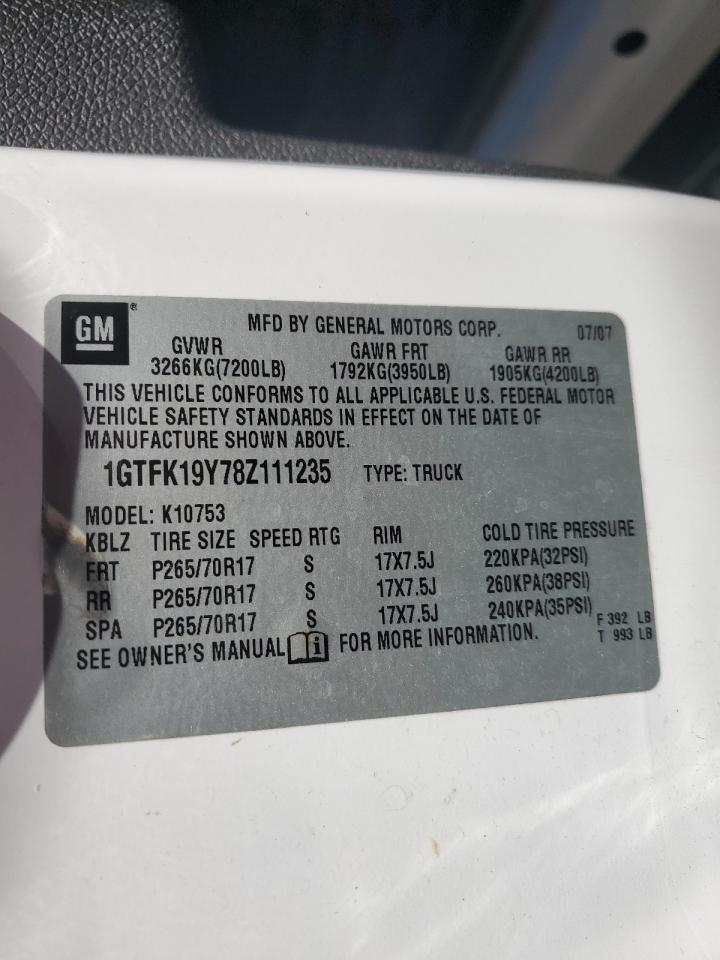 GM ® MFD BY GENERAL MOTORS CORP. 07/07
GVWR GAWR FRT GAWR RR
3266KG(7200LB) 1792KG(3950LB) 1905KG(4200LB)
THIS VEHICLE CONFORMS TO ALL APPLICABLE U.S. FEDERAL MOTOR
VEHICLE SAFETY STANDARDS IN EFFECT ON THE DATE OF
MANUFACTURE SHOWN ABOVE.
1GTFK19Y78Z111235 TYPE: TRUCK
MODEL: K10753
KBLZ TIRE SIZE SPEED RTG RIM COLD TIRE PRESSURE
FRT P265/70R17 S 17X7.5J 220KPA(32PSI)
RR P265/70R17 S 17X7.5J 260KPA(38PSI)
SPA P265/70R17 S 17X7.5J 240KPA(35PSI) F 392 LB
T 993 LB
SEE OWNER'S MANUAL i FOR MORE INFORMATION.